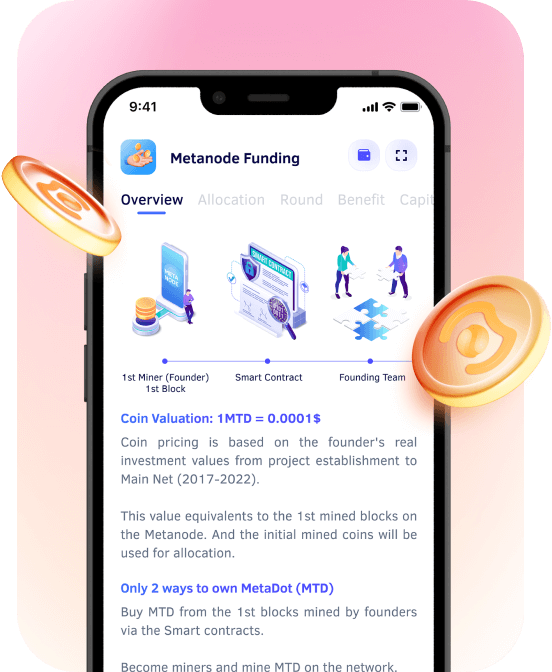 9:41
Metanode Funding
Overview Allocation Round Benefit Capit
META
NODE
SMART CONTRACT
1st Miner (Founder)
1st Block
Smart Contract
Founding Team
Coin Valuation: 1MTD = 0.0001$
Coin pricing is based on the founder's real
investment values from project establishment to
Main Net (2017-2022).
This value equivalents to the 1st mined blocks on
the Metanode. And the initial mined coins will be
used for allocation.
Only 2 ways to own MetaDot (MTD)
Buy MTD from the 1st blocks mined by founders
via the Smart contracts.
Become miners and mine MTD on the network.